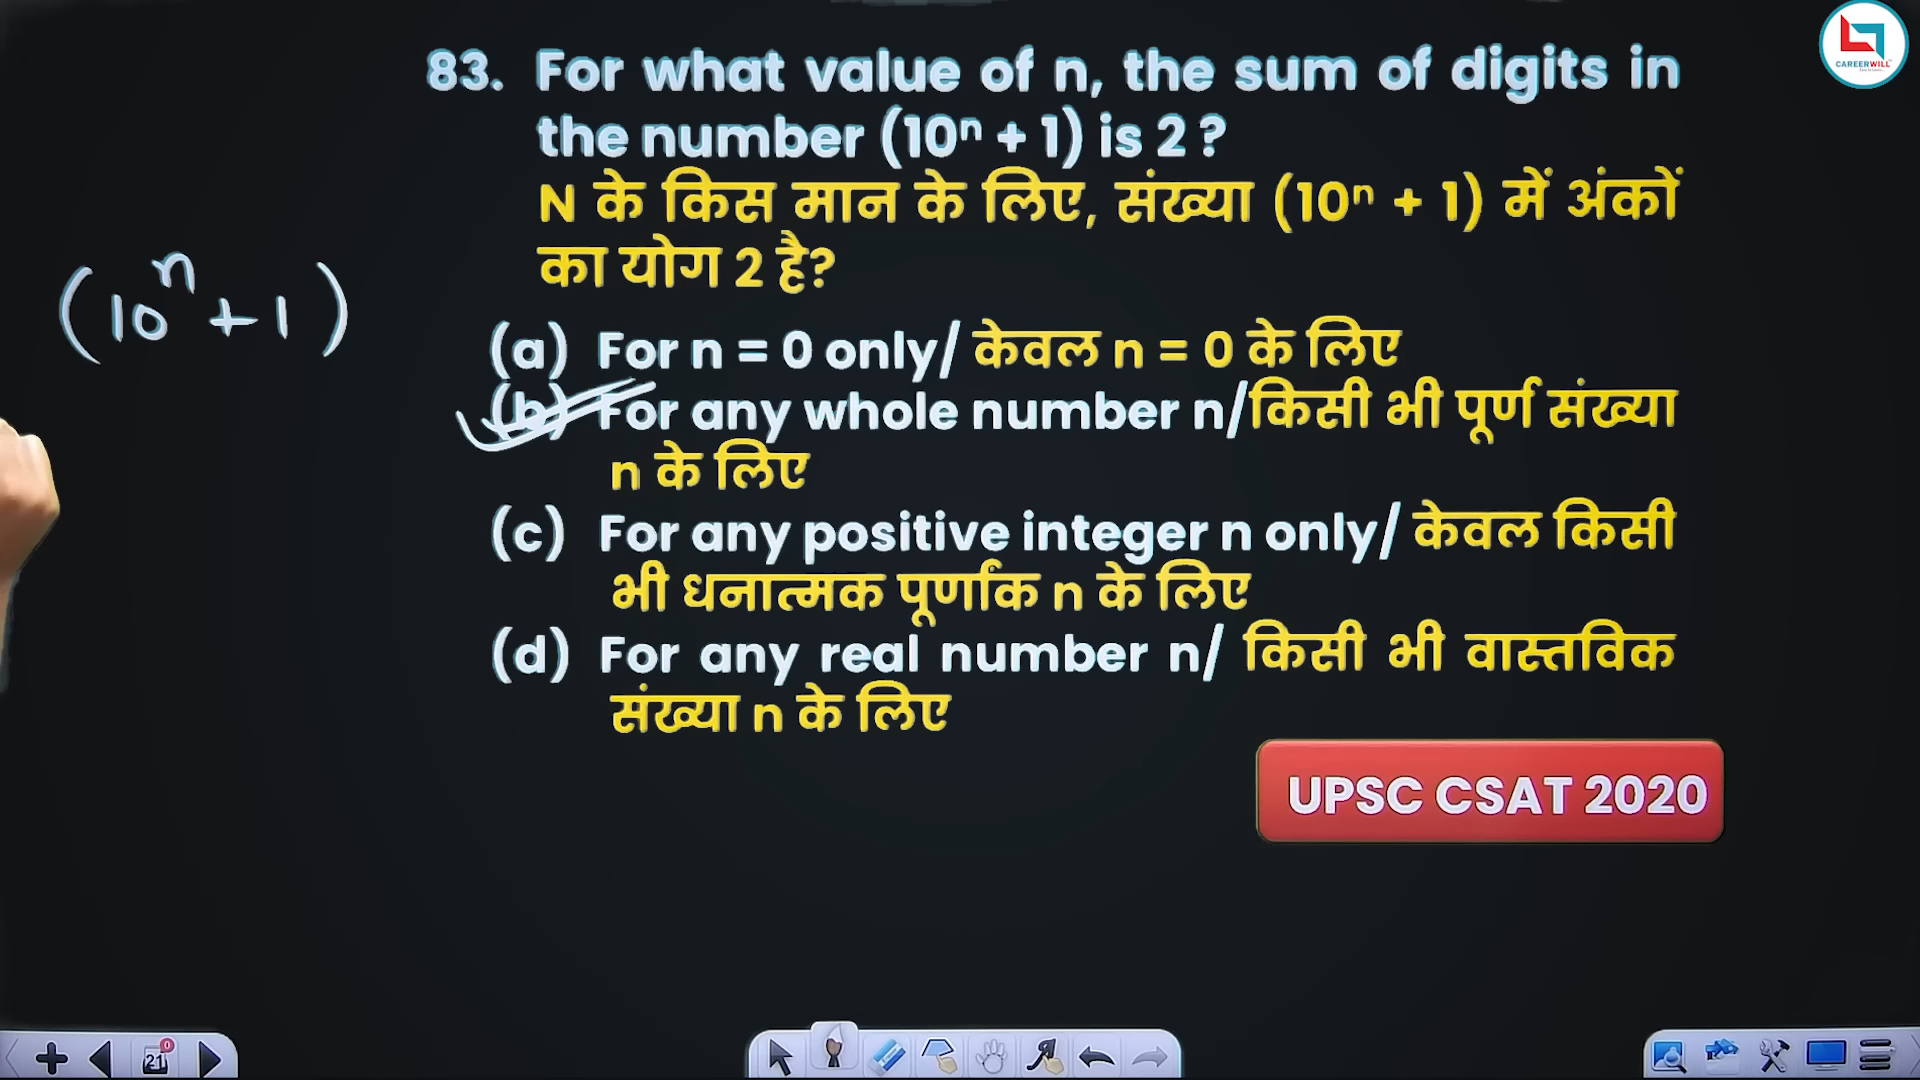 CAREERWILL
83. For what value of n, the sum of digits in
the number (10ⁿ + 1) is 2 ?
N के किस मान के लिए, संख्या (10ⁿ + 1) में अंकों
का योग 2 है?
(10ⁿ + 1)
(a) For n = 0 only/ केवल n = 0 के लिए
(b) For any whole number n/किसी भी पूर्ण संख्या
n के लिए
(c) For any positive integer n only/ केवल किसी
भी धनात्मक पूर्णांक n के लिए
(d) For any real number n/ किसी भी वास्तविक
संख्या n के लिए
UPSC CSAT 2020
21 0